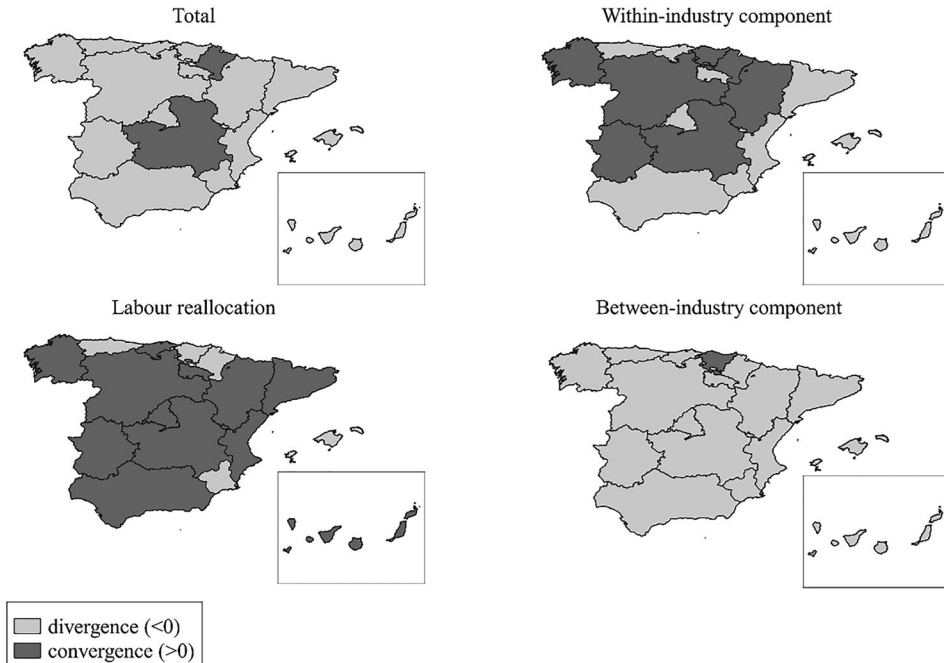 Total
Within-industry component
Labour reallocation
Between-industry component
divergence (<0)
convergence (>0)